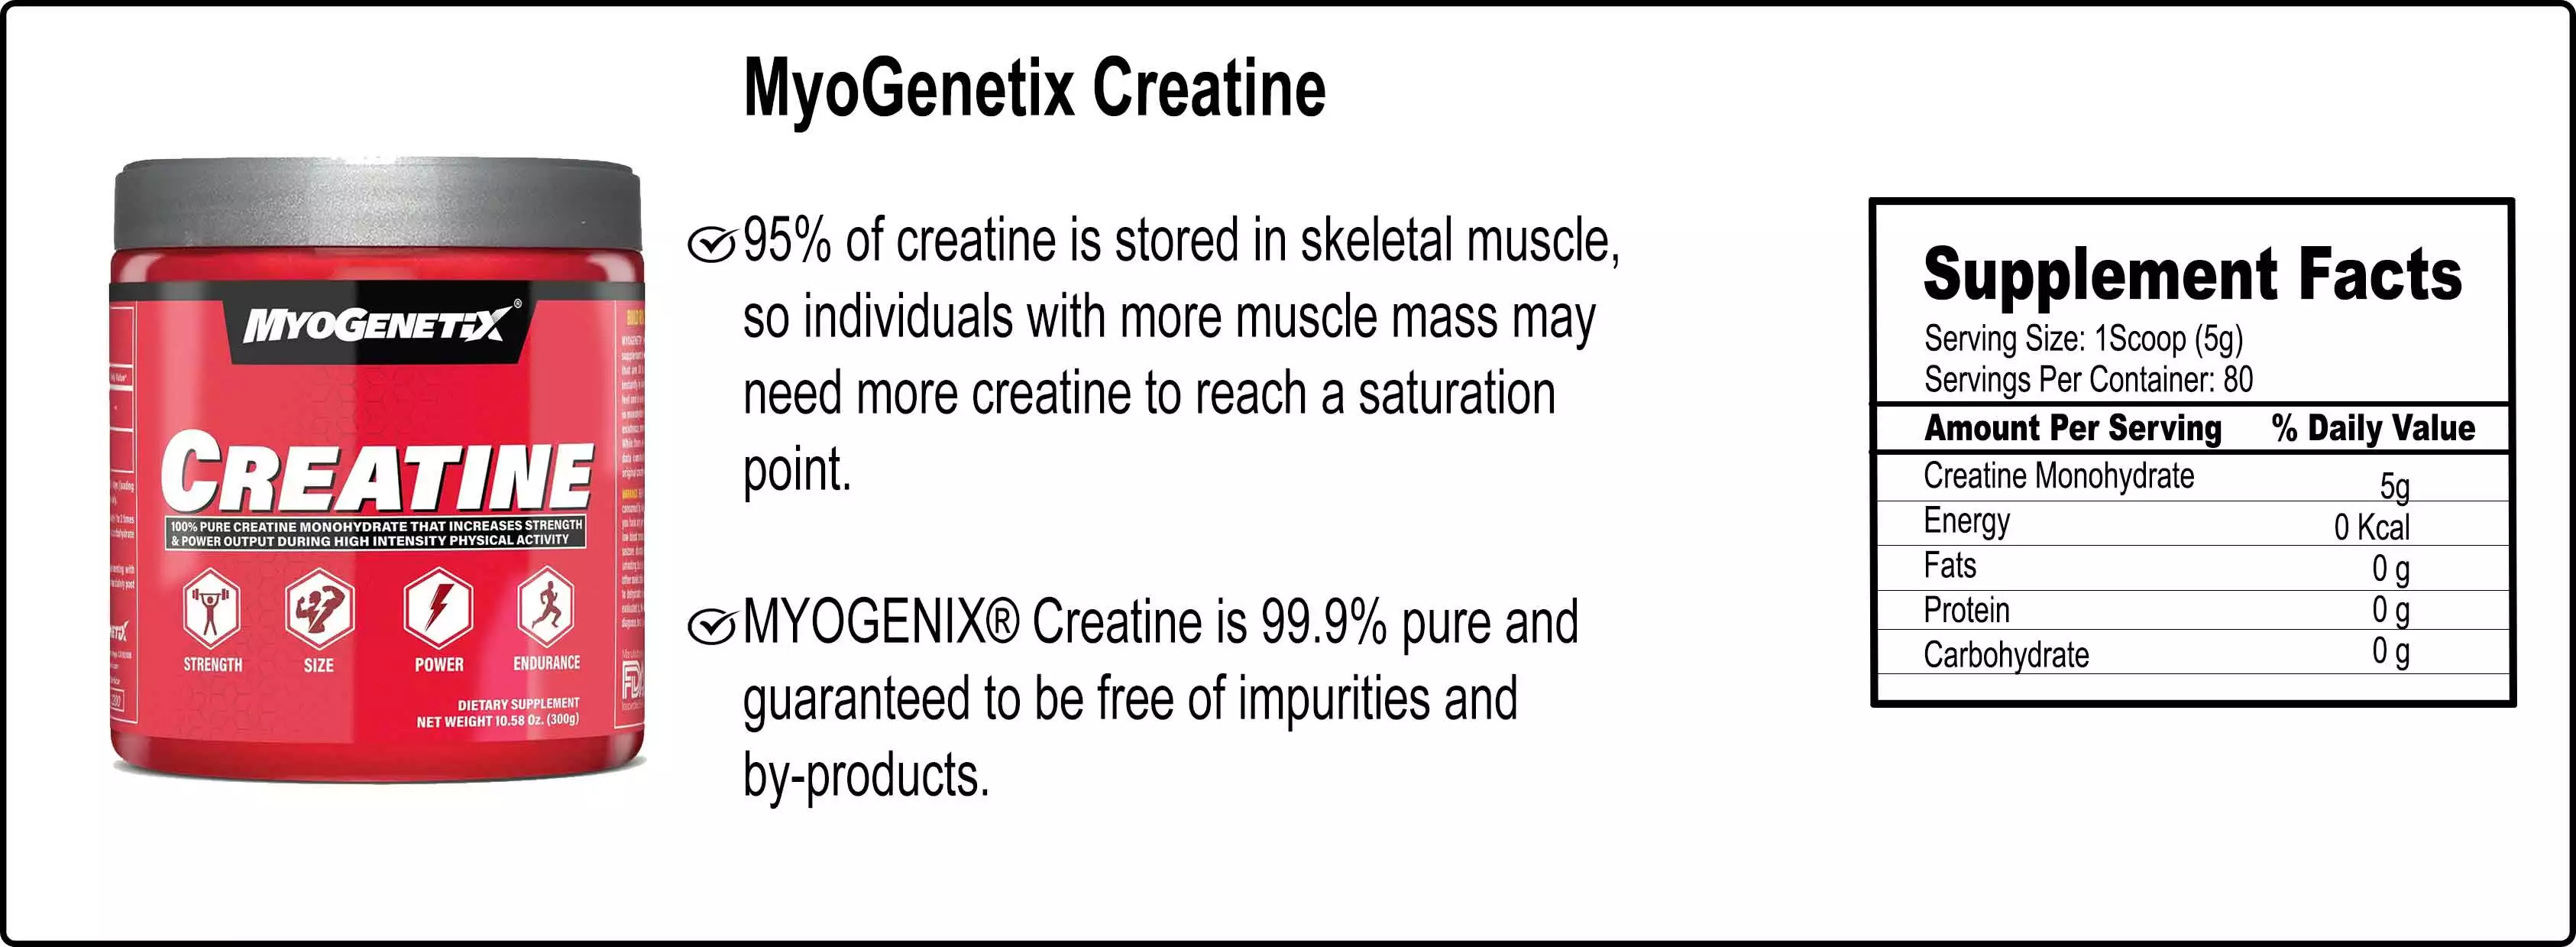 MyoGenetix Creatine
95% of creatine is stored in skeletal muscle,
so individuals with more muscle mass may
need more creatine to reach a saturation
point.
MYOGENIX® Creatine is 99.9% pure and
guaranteed to be free of impurities and
by-products.
MYOGENETIX®
CREATINE
100% PURE CREATINE MONOHYDRATE THAT INCREASES STRENGTH
& POWER OUTPUT DURING HIGH INTENSITY PHYSICAL ACTIVITY
STRENGTH SIZE POWER ENDURANCE
DIETARY SUPPLEMENT
NET WEIGHT 10.58 Oz. (300g)
Supplement Facts
Serving Size: 1Scoop (5g)
Servings Per Container: 80
Amount Per Serving % Daily Value
Creatine Monohydrate 5g
Energy 0 Kcal
Fats 0 g
Protein 0 g
Carbohydrate 0 g